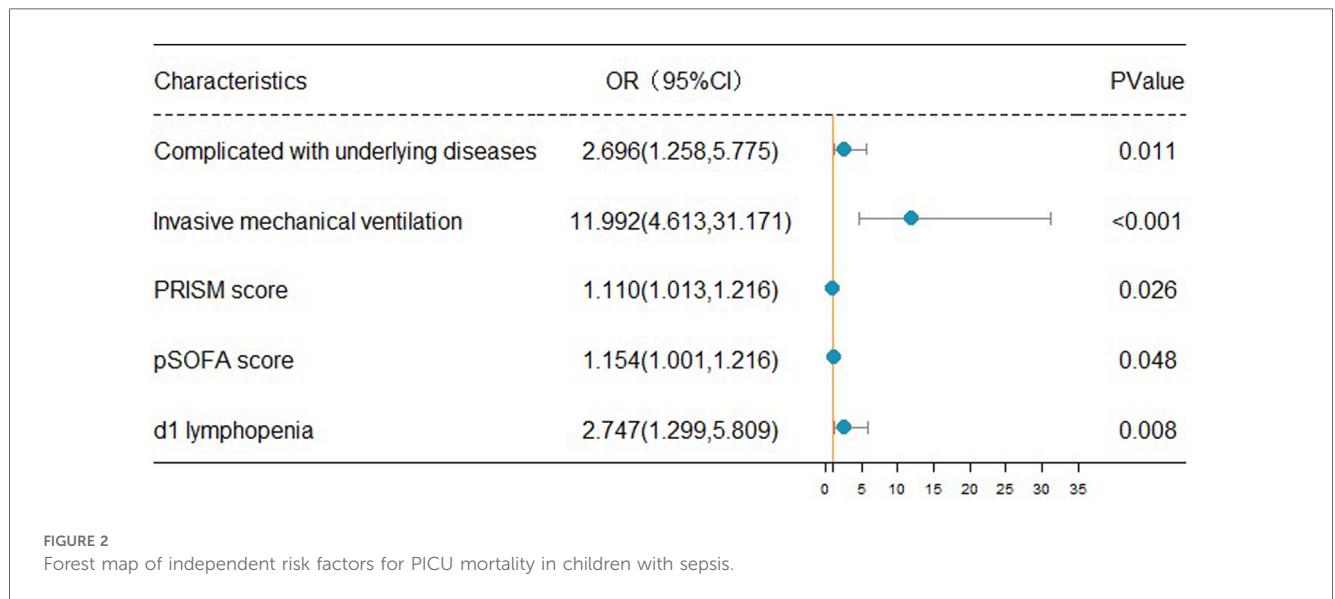 Characteristics OR（95%CI） PValue
Complicated with underlying diseases 2.696(1.258,5.775) 0.011
Invasive mechanical ventilation 11.992(4.613,31.171) <0.001
PRISM score 1.110(1.013,1.216) 0.026
pSOFA score 1.154(1.001,1.216) 0.048
d1 lymphopenia 2.747(1.299,5.809) 0.008
0 5 10 15 20 25 30 35
FIGURE 2
Forest map of independent risk factors for PICU mortality in children with sepsis.